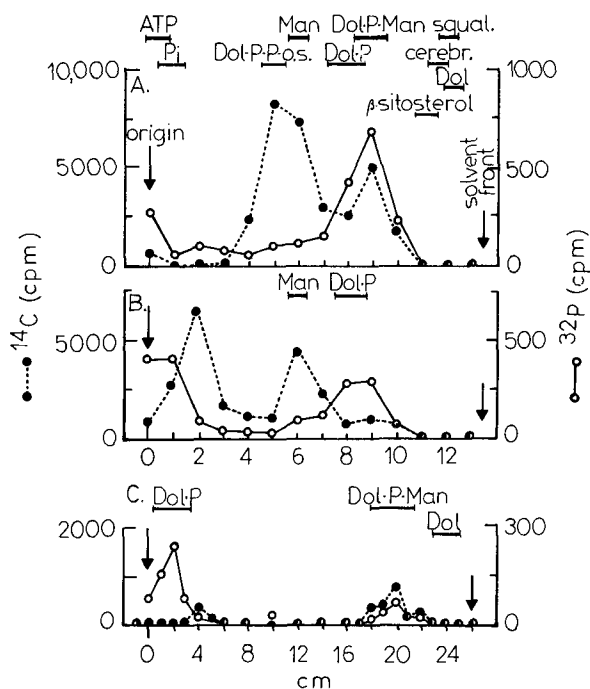 ATP Man Dol·P·Man squal.
Pi Dol·P·P·o.s. Dol·P cerebr.
Dol
β-sitosterol
10,000 A. 1000
origin
5000 500
solvent front
0 0
Man Dol·P
B.
5000 500
0 0
0 2 4 6 8 10 12
14C (cpm)
32P (cpm)
C. Dol·P Dol·P·Man
Dol
2000 300
0 0
0 4 8 12 16 20 24
cm